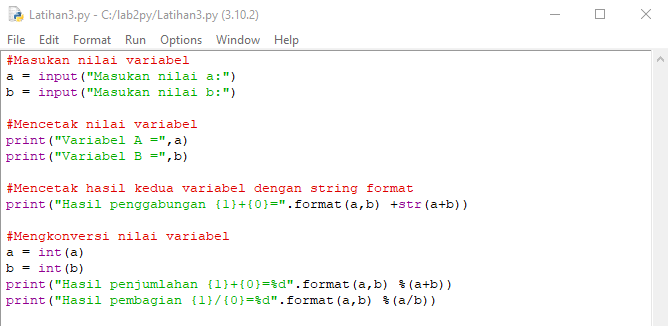 Latihan3.py - C:/lab2py/Latihan3.py (3.10.2)
File Edit Format Run Options Window Help
#Masukan nilai variabel
a = input("Masukan nilai a:")
b = input("Masukan nilai b:")
#Mencetak nilai variabel
print("Variabel A =",a)
print("Variabel B =",b)
#Mencetak hasil kedua variabel dengan string format
print("Hasil penggabungan {1}+{0}=".format(a,b) +str(a+b))
#Mengkonversi nilai variabel
a = int(a)
b = int(b)
print("Hasil penjumlahan {1}+{0}=%d".format(a,b) %(a+b))
print("Hasil pembagian {1}/{0}=%d".format(a,b) %(a/b))